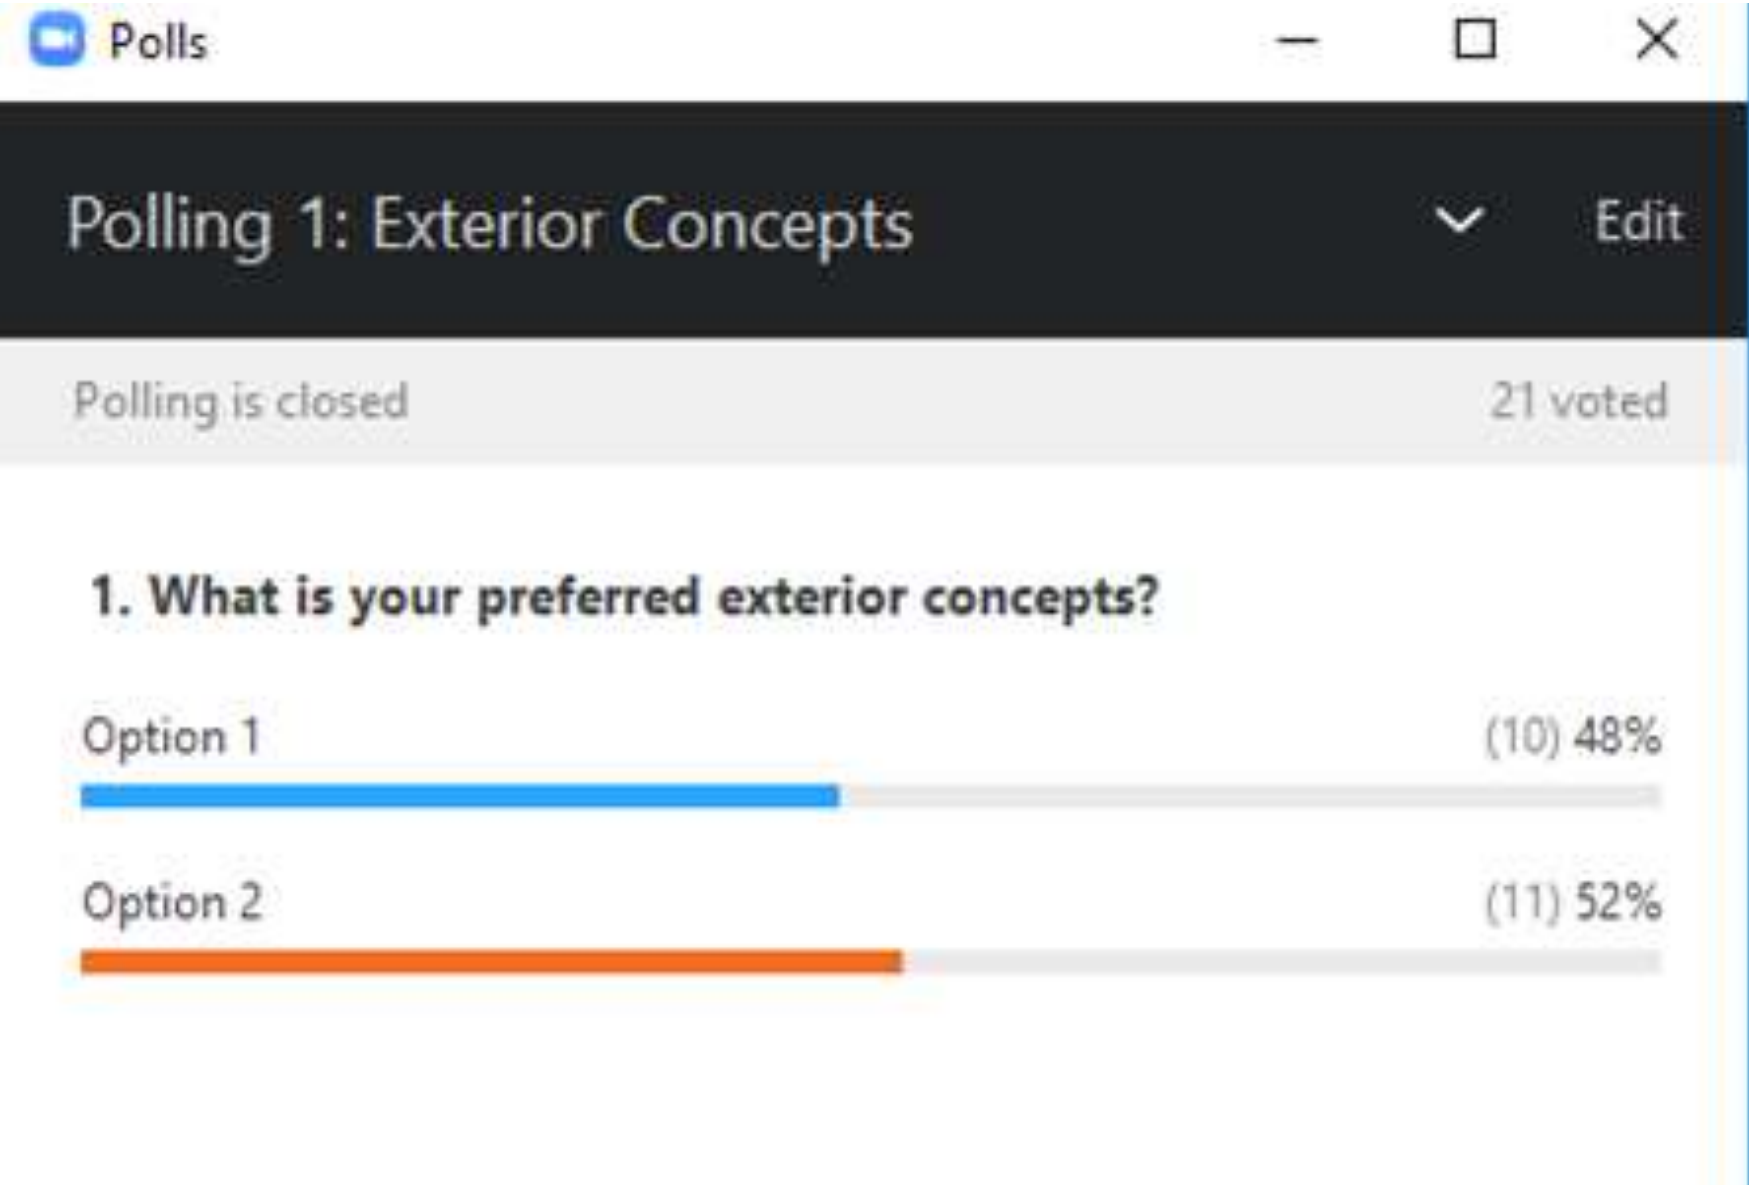 Polls
Polling 1: Exterior Concepts Edit
Polling is closed 21 voted
1. What is your preferred exterior concepts?
Option 1 (10) 48%
Option 2 (11) 52%